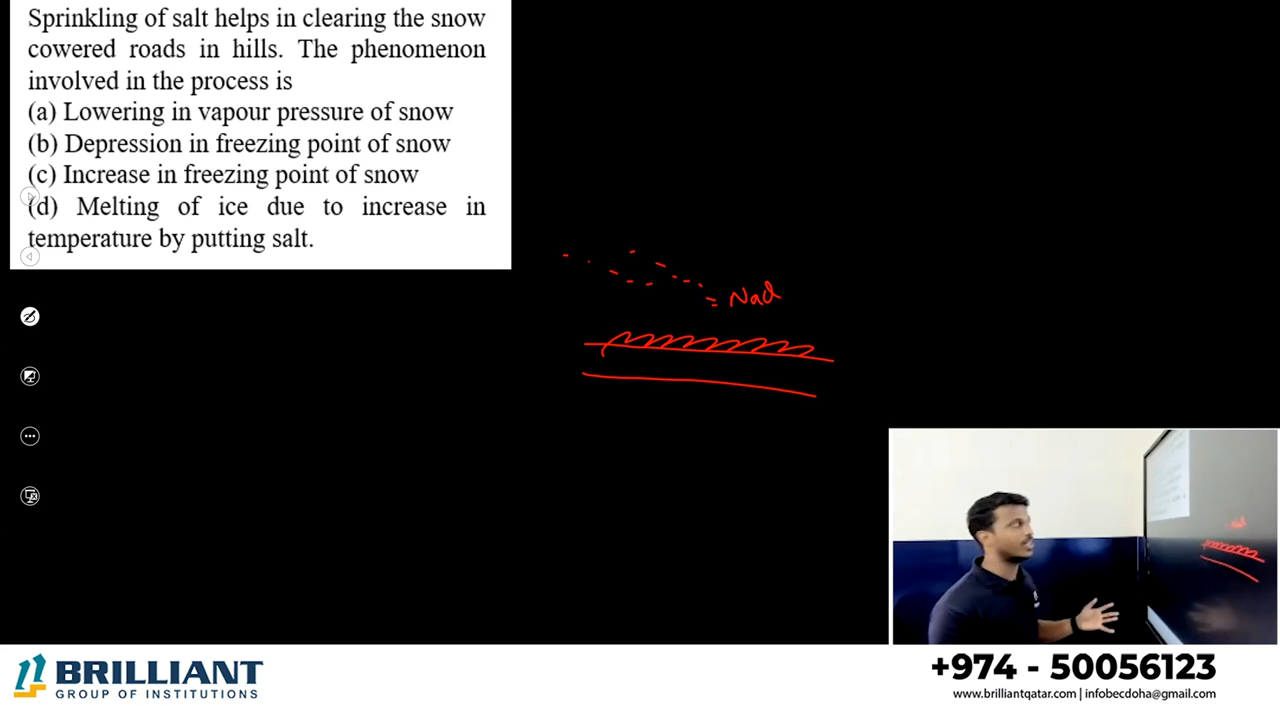 Sprinkling of salt helps in clearing the snow
cowered roads in hills. The phenomenon
involved in the process is
(a) Lowering in vapour pressure of snow
(b) Depression in freezing point of snow
(c) Increase in freezing point of snow
(d) Melting of ice due to increase in
temperature by putting salt.
NaCl
BRILLIANT
GROUP OF INSTITUTIONS
+974 - 50056123
www.brilliantqatar.com | infobecdoha@gmail.com